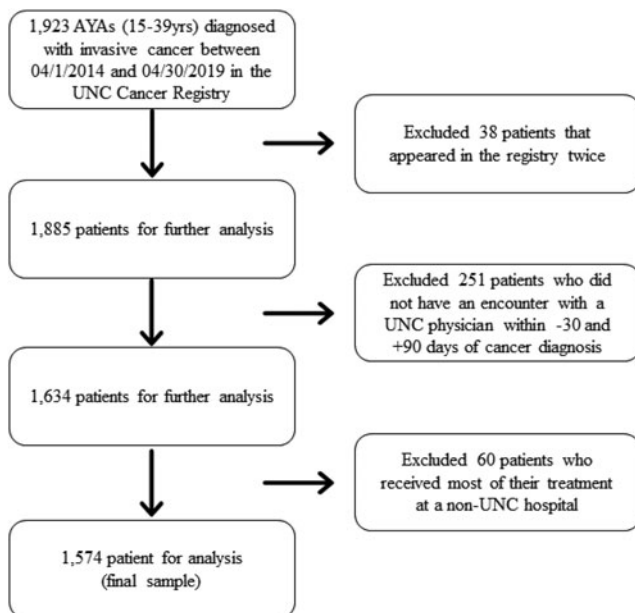 1,923 AYAs (15-39yrs) diagnosed
with invasive cancer between
04/1/2014 and 04/30/2019 in the
UNC Cancer Registry
Excluded 38 patients that
appeared in the registry twice
1,885 patients for further analysis
Excluded 251 patients who did
not have an encounter with a
UNC physician within -30 and
+90 days of cancer diagnosis
1,634 patients for further analysis
Excluded 60 patients who
received most of their treatment
at a non-UNC hospital
1,574 patient for analysis
(final sample)